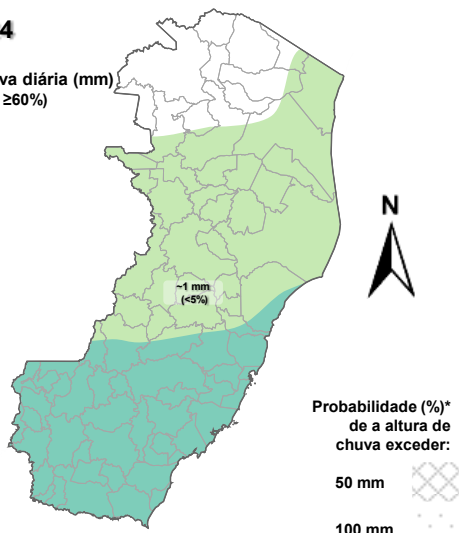 4
va diária (mm)
≥60%)
~1 mm
(<5%)
N
Probabilidade (%)*
de a altura de
chuva exceder:
50 mm
100 mm